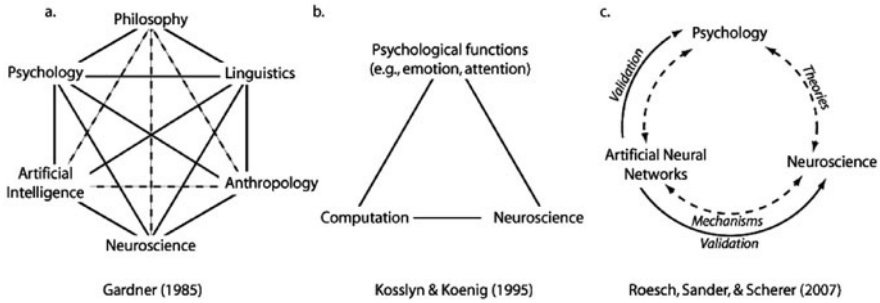 a.
Philosophy
Psychology
Linguistics
Artificial
Intelligence
Anthropology
Neuroscience
Gardner (1985)
b.
Psychological functions
(e.g., emotion, attention)
Computation
Neuroscience
Kosslyn & Koenig (1995)
c.
Psychology
Validation
Theories
Artificial Neural
Networks
Neuroscience
Mechanisms
Validation
Roesch, Sander, & Scherer (2007)